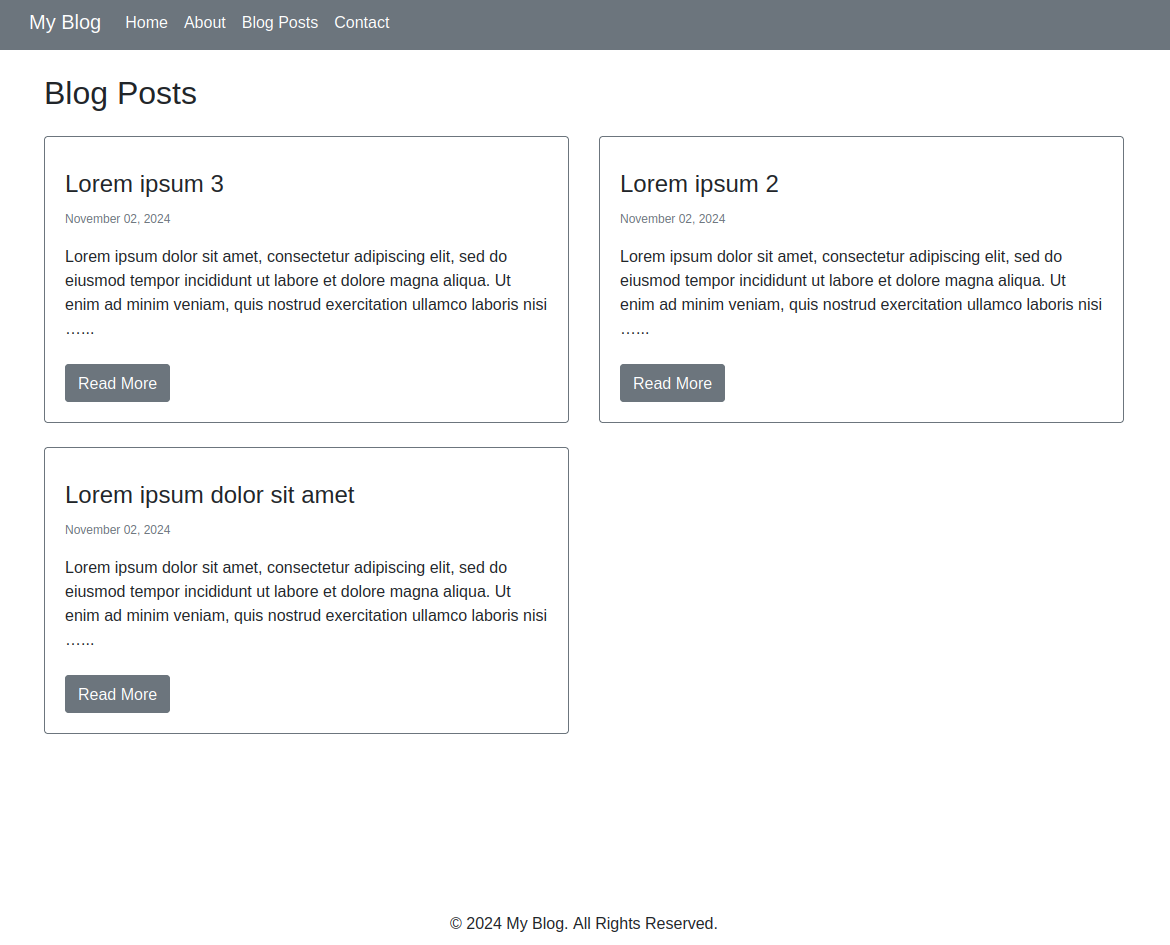 My Blog Home About Blog Posts Contact
Blog Posts
Lorem ipsum 3
November 02, 2024
Lorem ipsum dolor sit amet, consectetur adipiscing elit, sed do
eiusmod tempor incididunt ut labore et dolore magna aliqua. Ut
enim ad minim veniam, quis nostrud exercitation ullamco laboris nisi
…...
Read More
Lorem ipsum 2
November 02, 2024
Lorem ipsum dolor sit amet, consectetur adipiscing elit, sed do
eiusmod tempor incididunt ut labore et dolore magna aliqua. Ut
enim ad minim veniam, quis nostrud exercitation ullamco laboris nisi
…...
Read More
Lorem ipsum dolor sit amet
November 02, 2024
Lorem ipsum dolor sit amet, consectetur adipiscing elit, sed do
eiusmod tempor incididunt ut labore et dolore magna aliqua. Ut
enim ad minim veniam, quis nostrud exercitation ullamco laboris nisi
…...
Read More
© 2024 My Blog. All Rights Reserved.